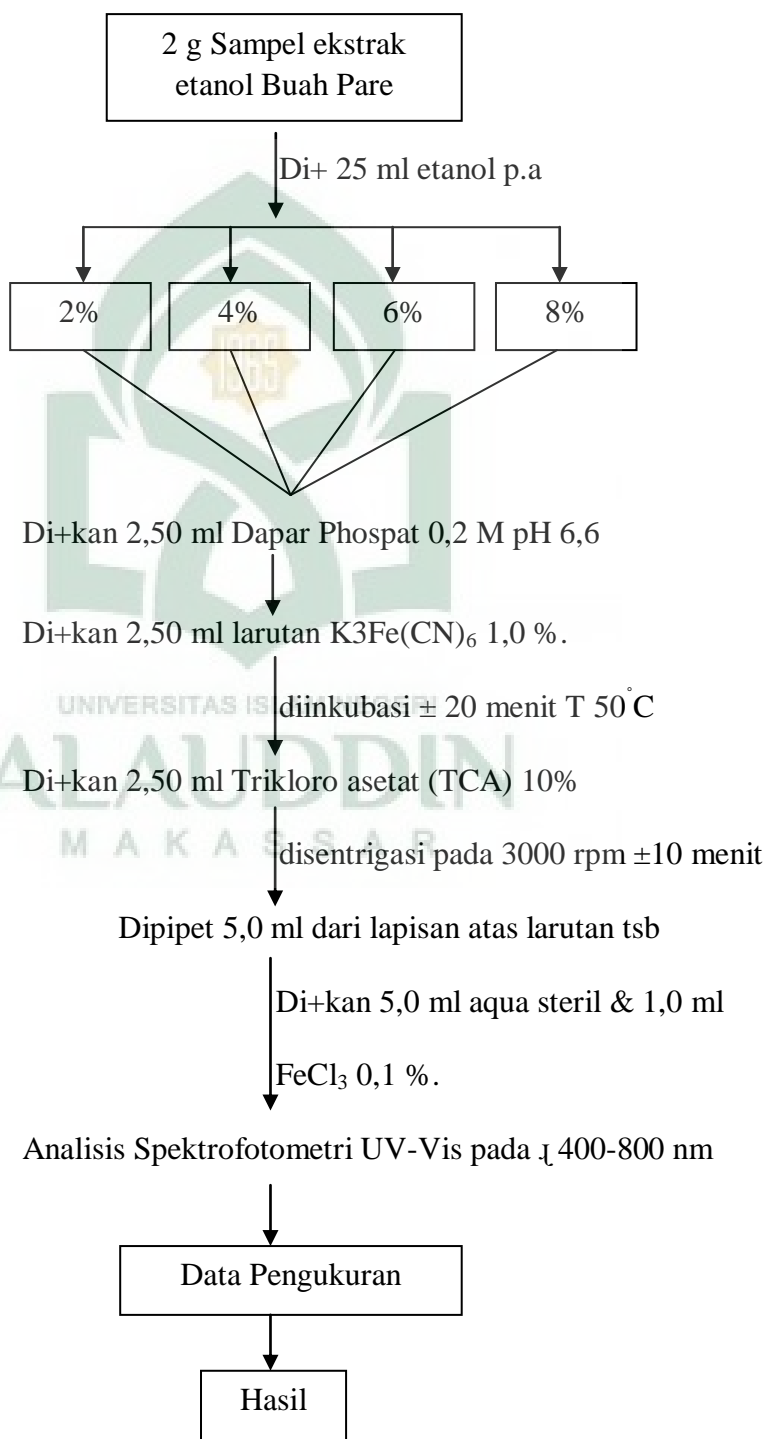 2 g Sampel ekstrak
etanol Buah Pare
Di+ 25 ml etanol p.a
2% 4% 6% 8%
1965
Di+kan 2,50 ml Dapar Phospat 0,2 M pH 6,6
Di+kan 2,50 ml larutan K3Fe(CN)₆ 1,0 %.
UNIVERSITAS ISLAM NEGERI
diinkubasi ± 20 menit T 50°C
ALAUDDIN
Di+kan 2,50 ml Trikloro asetat (TCA) 10%
MAKASSAR
disentrigasi pada 3000 rpm ±10 menit
Dipipet 5,0 ml dari lapisan atas larutan tsb
Di+kan 5,0 ml aqua steril & 1,0 ml
FeCl₃ 0,1 %.
Analisis Spektrofotometri UV-Vis pada 400-800 nm
Data Pengukuran
Hasil